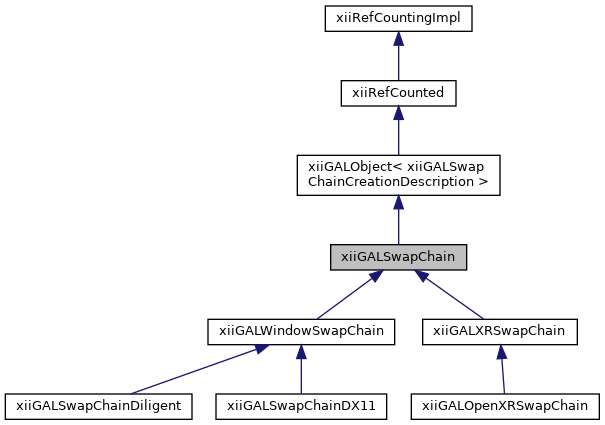 xiiRefCountingImpl
xiiRefCounted
xiiGALObject< xiiGALSwap
ChainCreationDescription >
xiiGALSwapChain
xiiGALWindowSwapChain
xiiGALXRSwapChain
xiiGALSwapChainDiligent
xiiGALSwapChainDX11
xiiGALOpenXRSwapChain